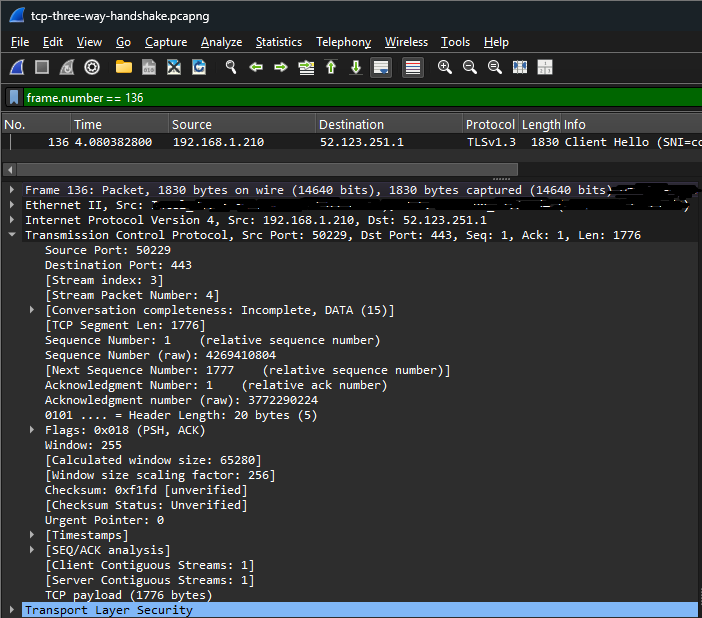 tcp-three-way-handshake.pcapng
File Edit View Go Capture Analyze Statistics Telephony Wireless Tools Help
frame.number == 136
No. Time Source Destination Protocol Length Info
136 4.080382800 192.168.1.210 52.123.251.1 TLSv1.3 1830 Client Hello (SNI=co
Frame 136: Packet, 1830 bytes on wire (14640 bits), 1830 bytes captured (14640 bits)
Ethernet II, Src:
Internet Protocol Version 4, Src: 192.168.1.210, Dst: 52.123.251.1
Transmission Control Protocol, Src Port: 50229, Dst Port: 443, Seq: 1, Ack: 1, Len: 1776
Source Port: 50229
Destination Port: 443
[Stream index: 3]
[Stream Packet Number: 4]
[Conversation completeness: Incomplete, DATA (15)]
[TCP Segment Len: 1776]
Sequence Number: 1 (relative sequence number)
Sequence Number (raw): 4269410804
[Next Sequence Number: 1777 (relative sequence number)]
Acknowledgment Number: 1 (relative ack number)
Acknowledgment number (raw): 3772290224
0101 .... = Header Length: 20 bytes (5)
Flags: 0x018 (PSH, ACK)
Window: 255
[Calculated window size: 65280]
[Window size scaling factor: 256]
Checksum: 0xf1fd [unverified]
[Checksum Status: Unverified]
Urgent Pointer: 0
[Timestamps]
[SEQ/ACK analysis]
[Client Contiguous Streams: 1]
[Server Contiguous Streams: 1]
TCP payload (1776 bytes)
Transport Layer Security